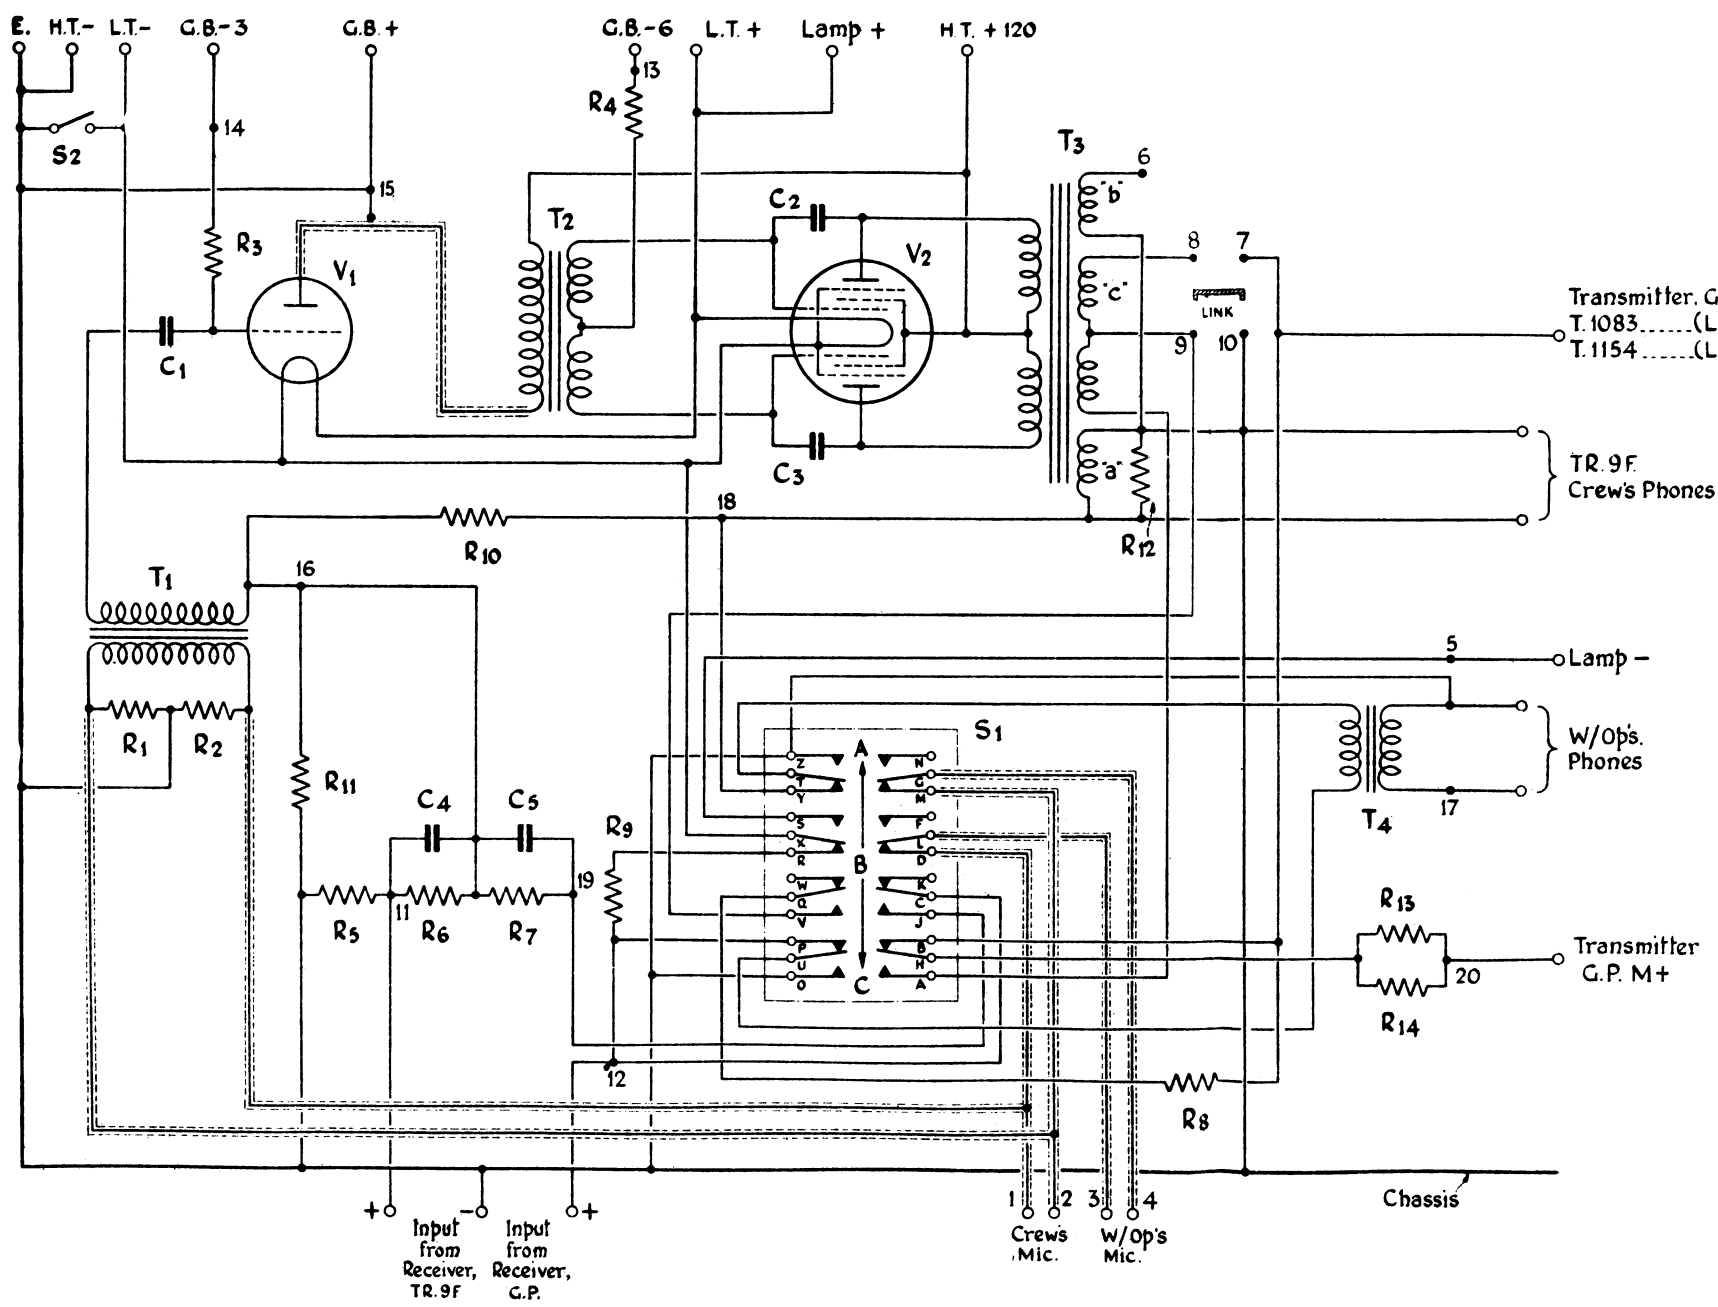 E. H.T.- L.T.- G.B.-3 G.B.+ G.B.-6 L.T.+ Lamp+ H.T.+120
13
R4
14
S2
T3
6
"b"
15
C2
T2
R3
V1
V2
8 7
"c"
LINK
Transmitter, G
T.1083......(L
T.1154......(L
9 10
C1
C3
"a"
TR.9F.
Crew's Phones
18
R10
R12
T1
16
5
Lamp-
S1
R1 R2
W/Op's.
Phones
R11
17
T4
C4 C5
R9
A
B
C
Z
T
Y
S
X
R
W
Q
V
P
U
O
N
G
M
F
L
D
K
C
J
B
H
A
19
11
R5 R6 R7
R13
Transmitter
G.P. M+
20
R14
12
R8
Chassis
+ - +
1 2 3 4
Input
from
Receiver,
TR.9F
Input
from
Receiver,
G.P.
Crew's
Mic.
W/Op's
Mic.